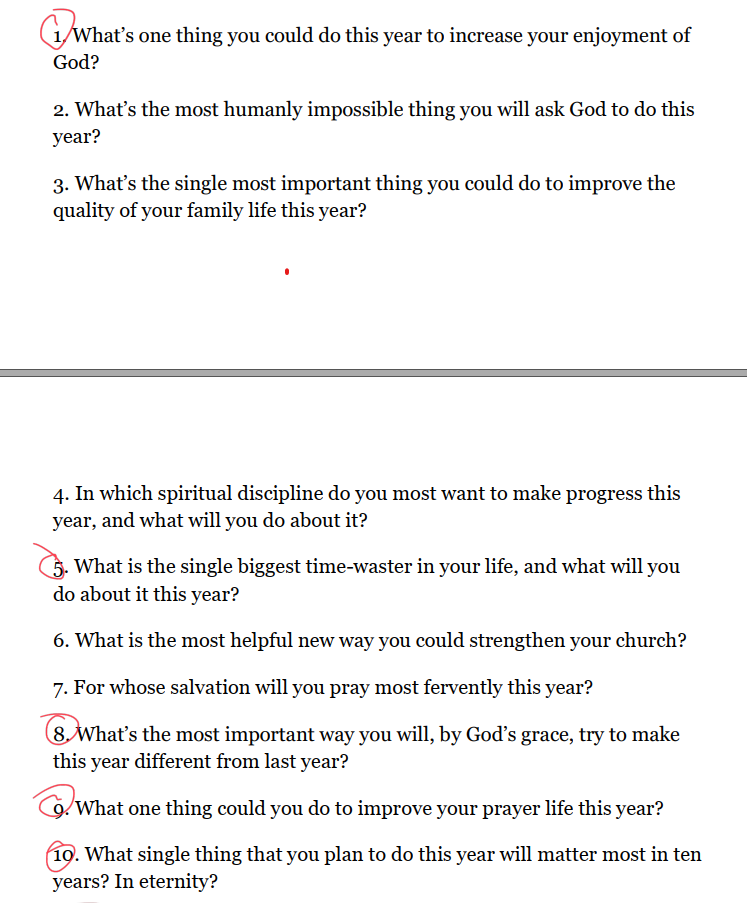 1. What’s one thing you could do this year to increase your enjoyment of
God?
2. What’s the most humanly impossible thing you will ask God to do this
year?
3. What’s the single most important thing you could do to improve the
quality of your family life this year?
4. In which spiritual discipline do you most want to make progress this
year, and what will you do about it?
5. What is the single biggest time-waster in your life, and what will you
do about it this year?
6. What is the most helpful new way you could strengthen your church?
7. For whose salvation will you pray most fervently this year?
8. What’s the most important way you will, by God’s grace, try to make
this year different from last year?
9. What one thing could you do to improve your prayer life this year?
10. What single thing that you plan to do this year will matter most in ten
years? In eternity?